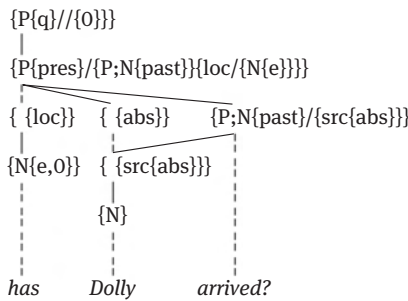 {P{q}//{0}}}
{P{pres}/{P;N{past}}{loc/{N{e}}}}
{ {loc}} { {abs}} {P;N{past}/{src{abs}}}
{N{e,0}} { {src{abs}}}
{N}
has Dolly arrived?